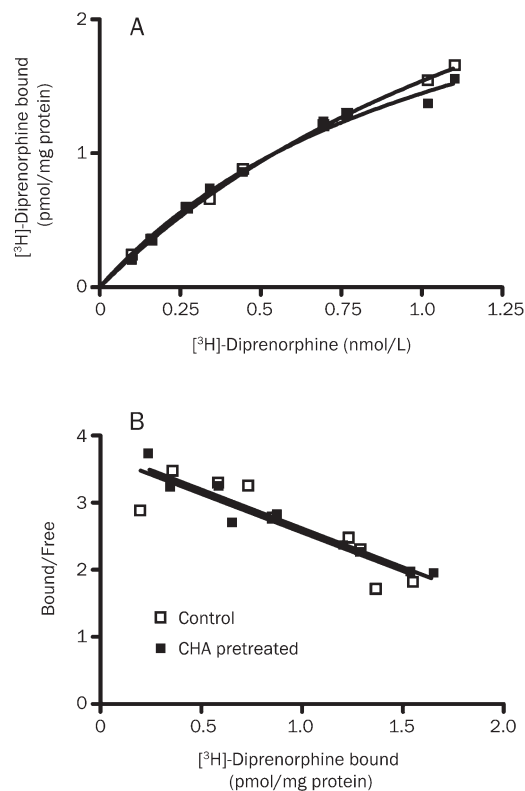 A
2
1
0
[³H]-Diprenorphine bound
(pmol/mg protein)
0 0.25 0.5 0.75 1.0 1.25
[³H]-Diprenorphine (nmol/L)
B
4
3
2
1
0
Bound/Free
Control
CHA pretreated
0 0.5 1.0 1.5 2.0
[³H]-Diprenorphine bound
(pmol/mg protein)